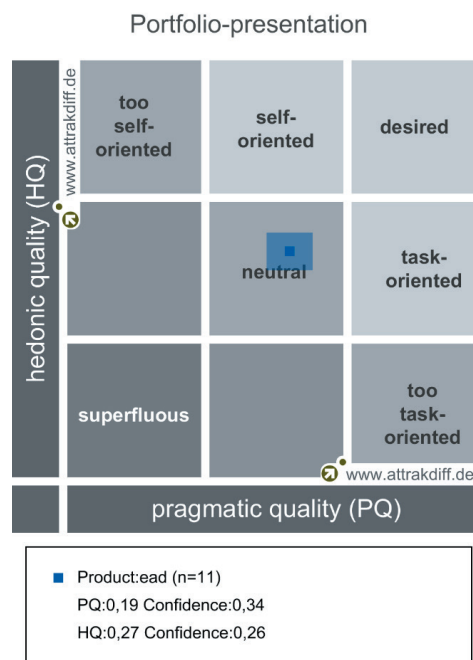 Portfolio-presentation
hedonic quality (HQ)
www.attrakdiff.de
too
self-
oriented
self-
oriented
desired
neutral
task-
oriented
superfluous
too
task-
oriented
www.attrakdiff.de
pragmatic quality (PQ)
Product:ead (n=11)
PQ:0,19 Confidence:0,34
HQ:0,27 Confidence:0,26